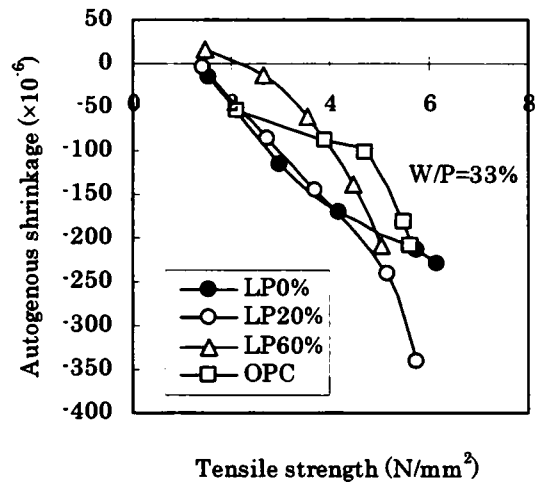 50
0
-50
-100
-150
-200
-250
-300
-350
-400
0 2 4 6 8
Autogenous shrinkage (×10⁻⁶)
W/P=33%
LP0%
LP20%
LP60%
OPC
Tensile strength (N/mm²)